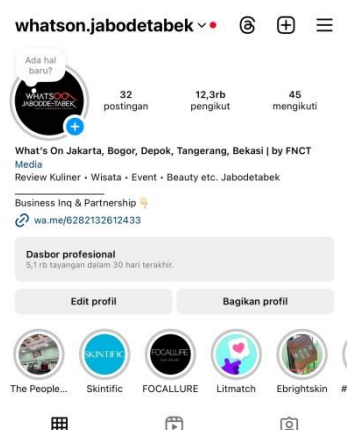 whatson.jabodetabek
Ada hal
baru?
WHATS
JABODDE-TABEK
32
postingan
12,3rb
pengikut
45
mengikuti
What's On Jakarta, Bogor, Depok, Tangerang, Bekasi | by FNCT
Media
Review Kuliner • Wisata • Event • Beauty etc. Jabodetabek
Business Inq & Partnership 👇🏻
wa.me/6282132612433
Dasbor profesional
5,1 rb tayangan dalam 30 hari terakhir.
Edit profil
Bagikan profil
SKINTIFIC
FOCALLURE
The People...
Skintific
FOCALLURE
Litmatch
Ebrightskin
#